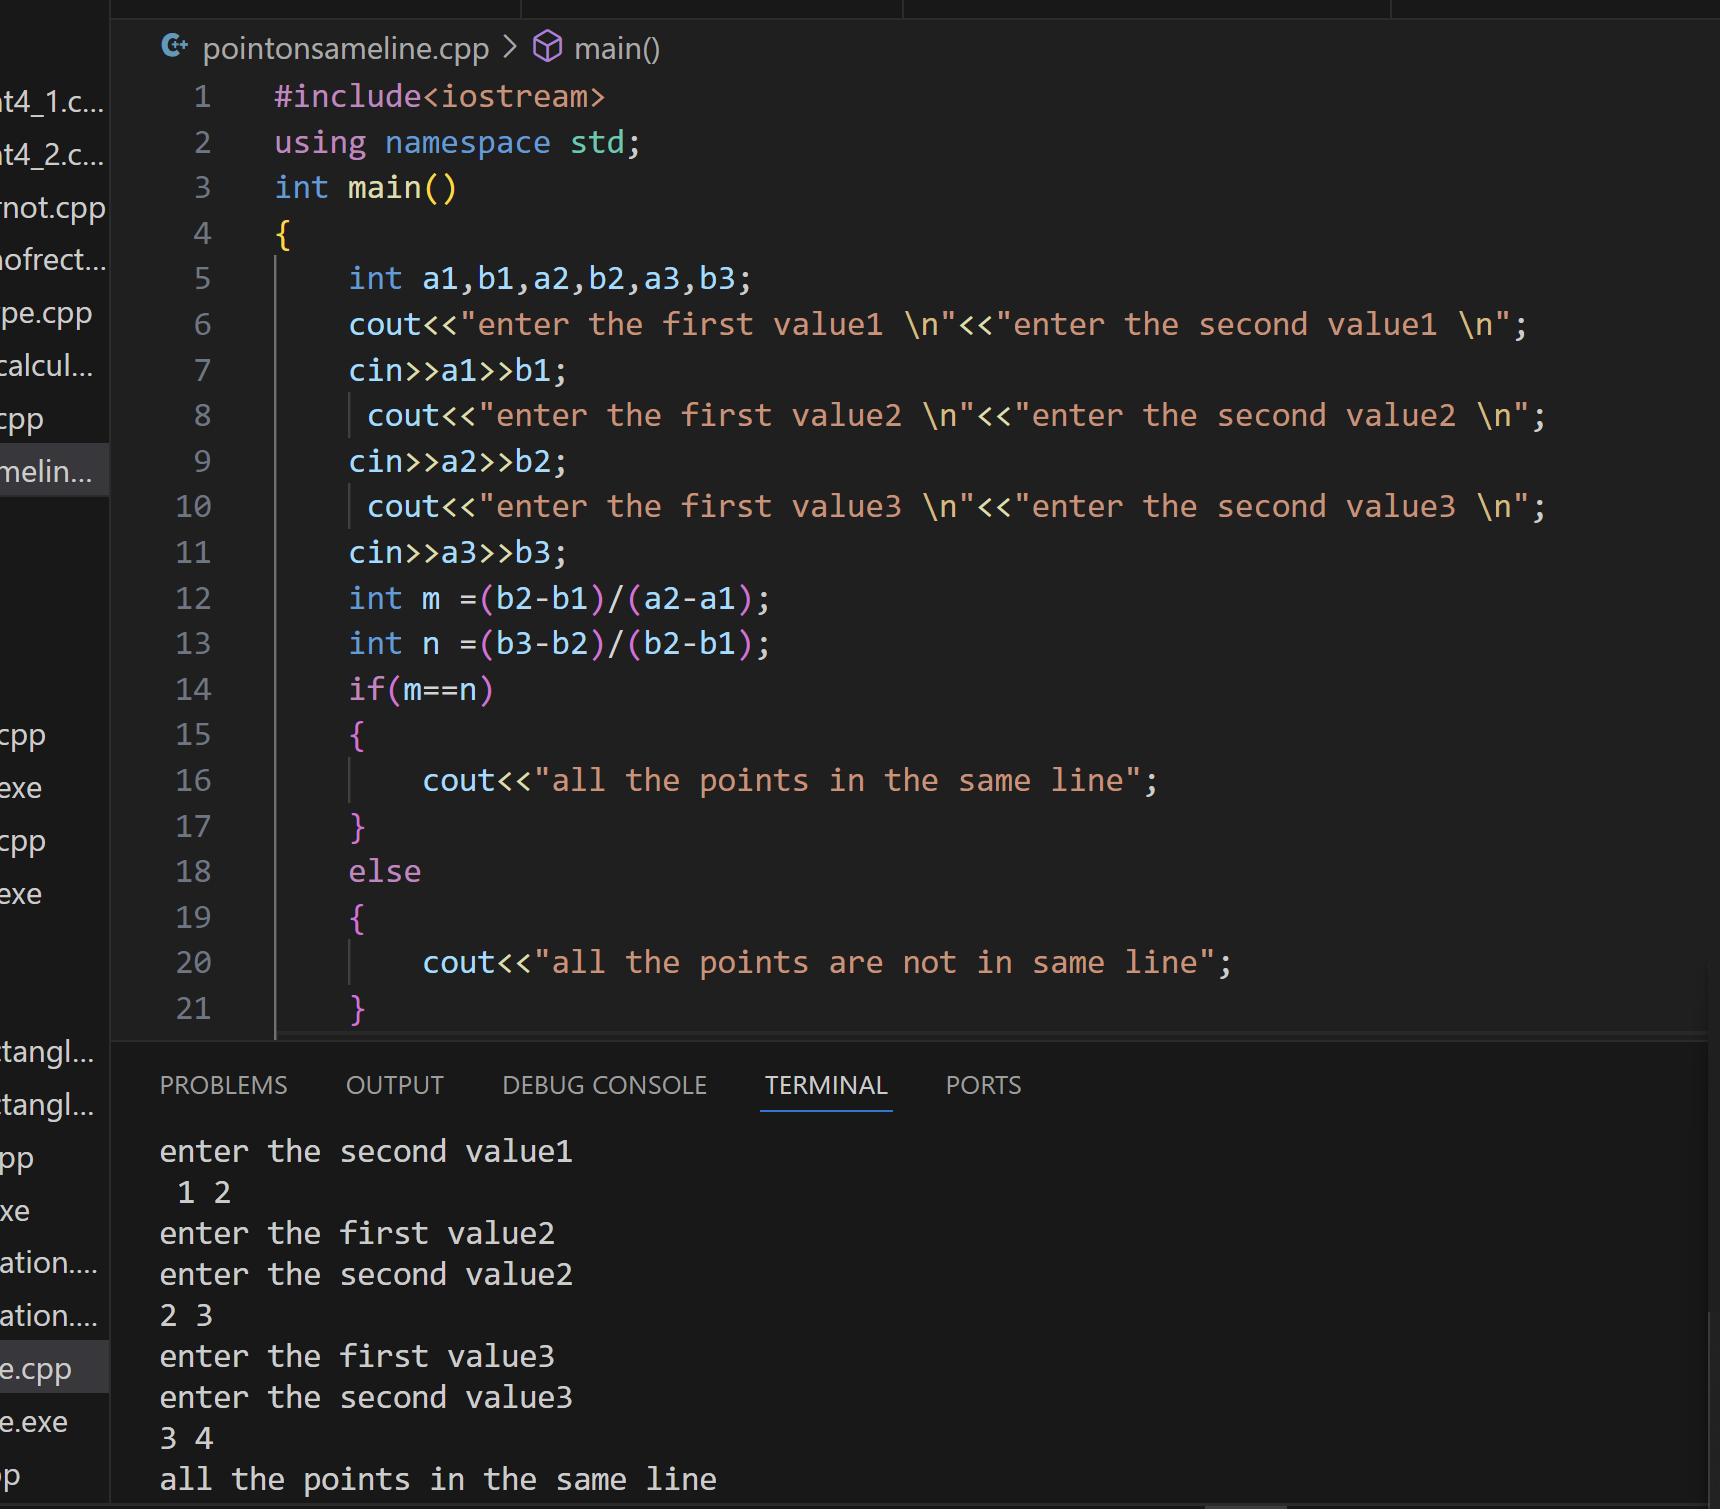 pointonsameline.cpp > main()
nt4_1.c...
nt4_2.c...
rnot.cpp
nofrect...
pe.cpp
calcul...
cpp
melin...
cpp
exe
cpp
exe
ctangl...
ctangl...
pp
xe
ation....
ation....
e.cpp
e.exe
p
1 #include<iostream>
2 using namespace std;
3 int main()
4 {
5 int a1,b1,a2,b2,a3,b3;
6 cout<<"enter the first value1 \n"<<"enter the second value1 \n";
7 cin>>a1>>b1;
8 cout<<"enter the first value2 \n"<<"enter the second value2 \n";
9 cin>>a2>>b2;
10 cout<<"enter the first value3 \n"<<"enter the second value3 \n";
11 cin>>a3>>b3;
12 int m =(b2-b1)/(a2-a1);
13 int n =(b3-b2)/(b2-b1);
14 if(m==n)
15 {
16 cout<<"all the points in the same line";
17 }
18 else
19 {
20 cout<<"all the points are not in same line";
21 }
PROBLEMS OUTPUT DEBUG CONSOLE TERMINAL PORTS
enter the second value1
1 2
enter the first value2
enter the second value2
2 3
enter the first value3
enter the second value3
3 4
all the points in the same line